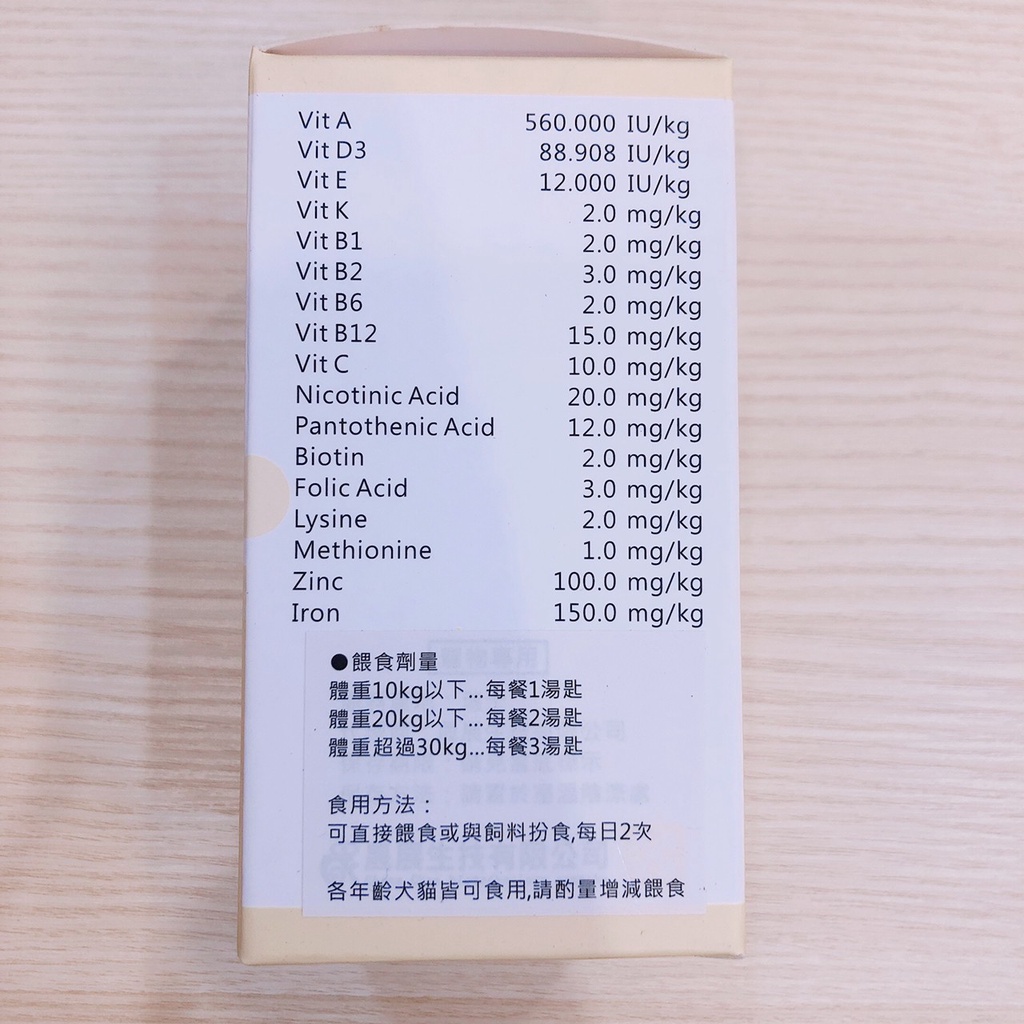 Vit A 560.000 IU/kg
Vit D3 88.908 IU/kg
Vit E 12.000 IU/kg
Vit K 2.0 mg/kg
Vit B1 2.0 mg/kg
Vit B2 3.0 mg/kg
Vit B6 2.0 mg/kg
Vit B12 15.0 mg/kg
Vit C 10.0 mg/kg
Nicotinic Acid 20.0 mg/kg
Pantothenic Acid 12.0 mg/kg
Biotin 2.0 mg/kg
Folic Acid 3.0 mg/kg
Lysine 2.0 mg/kg
Methionine 1.0 mg/kg
Zinc 100.0 mg/kg
Iron 150.0 mg/kg
●餵食劑量
體重10kg以下...每餐1湯匙
體重20kg以下...每餐2湯匙
體重超過30kg...每餐3湯匙
食用方法：
可直接餵食或與飼料扮食,每日2次
各年齡犬貓皆可食用,請酌量增減餵食